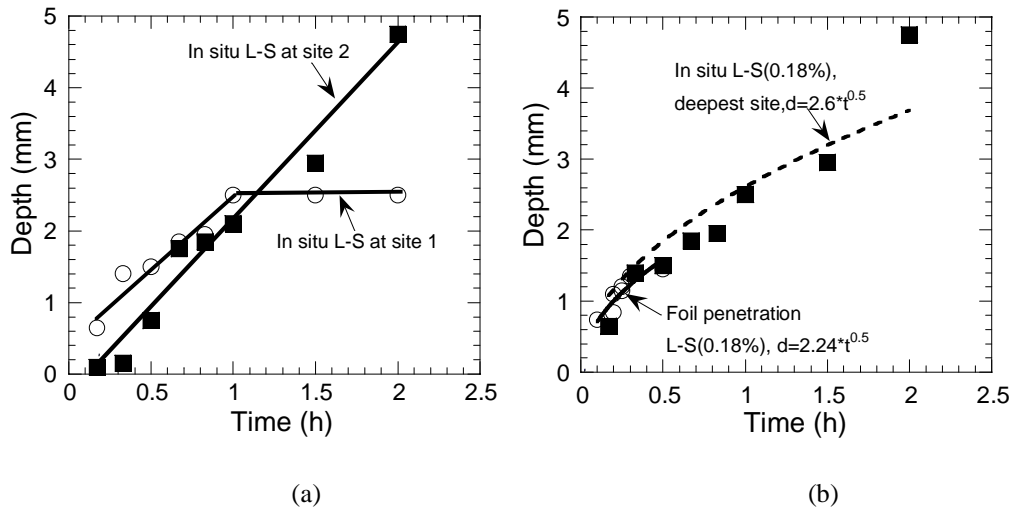 5
4
3
2
1
0
Depth (mm)
0
0.5
1
1.5
2
2.5
Time (h)
In situ L-S at site 2
In situ L-S at site 1
(a)
5
4
3
2
1
0
Depth (mm)
0
0.5
1
1.5
2
2.5
Time (h)
In situ L-S(0.18%),
deepest site,d=2.6*t^0.5
Foil penetration
L-S(0.18%), d=2.24*t^0.5
(b)